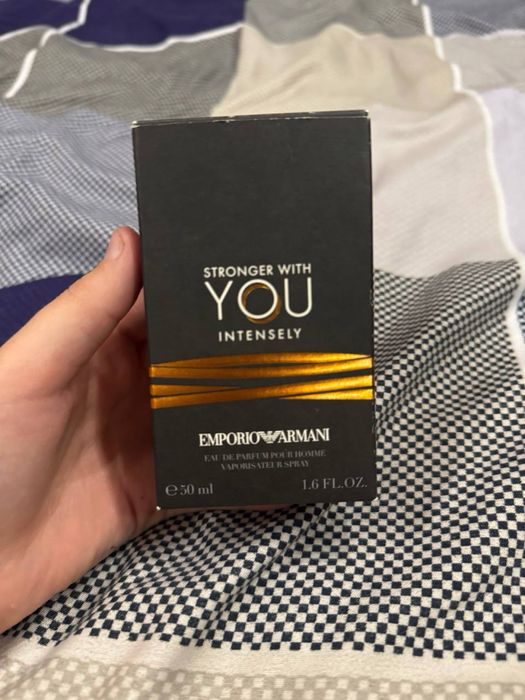 STRONGER WITH
YOU
INTENSELY
EMPORIO ARMANI
EAU DE PARFUM POUR HOMME
VAPORISATEUR SPRAY
℮50 ml 1.6 FL.OZ.